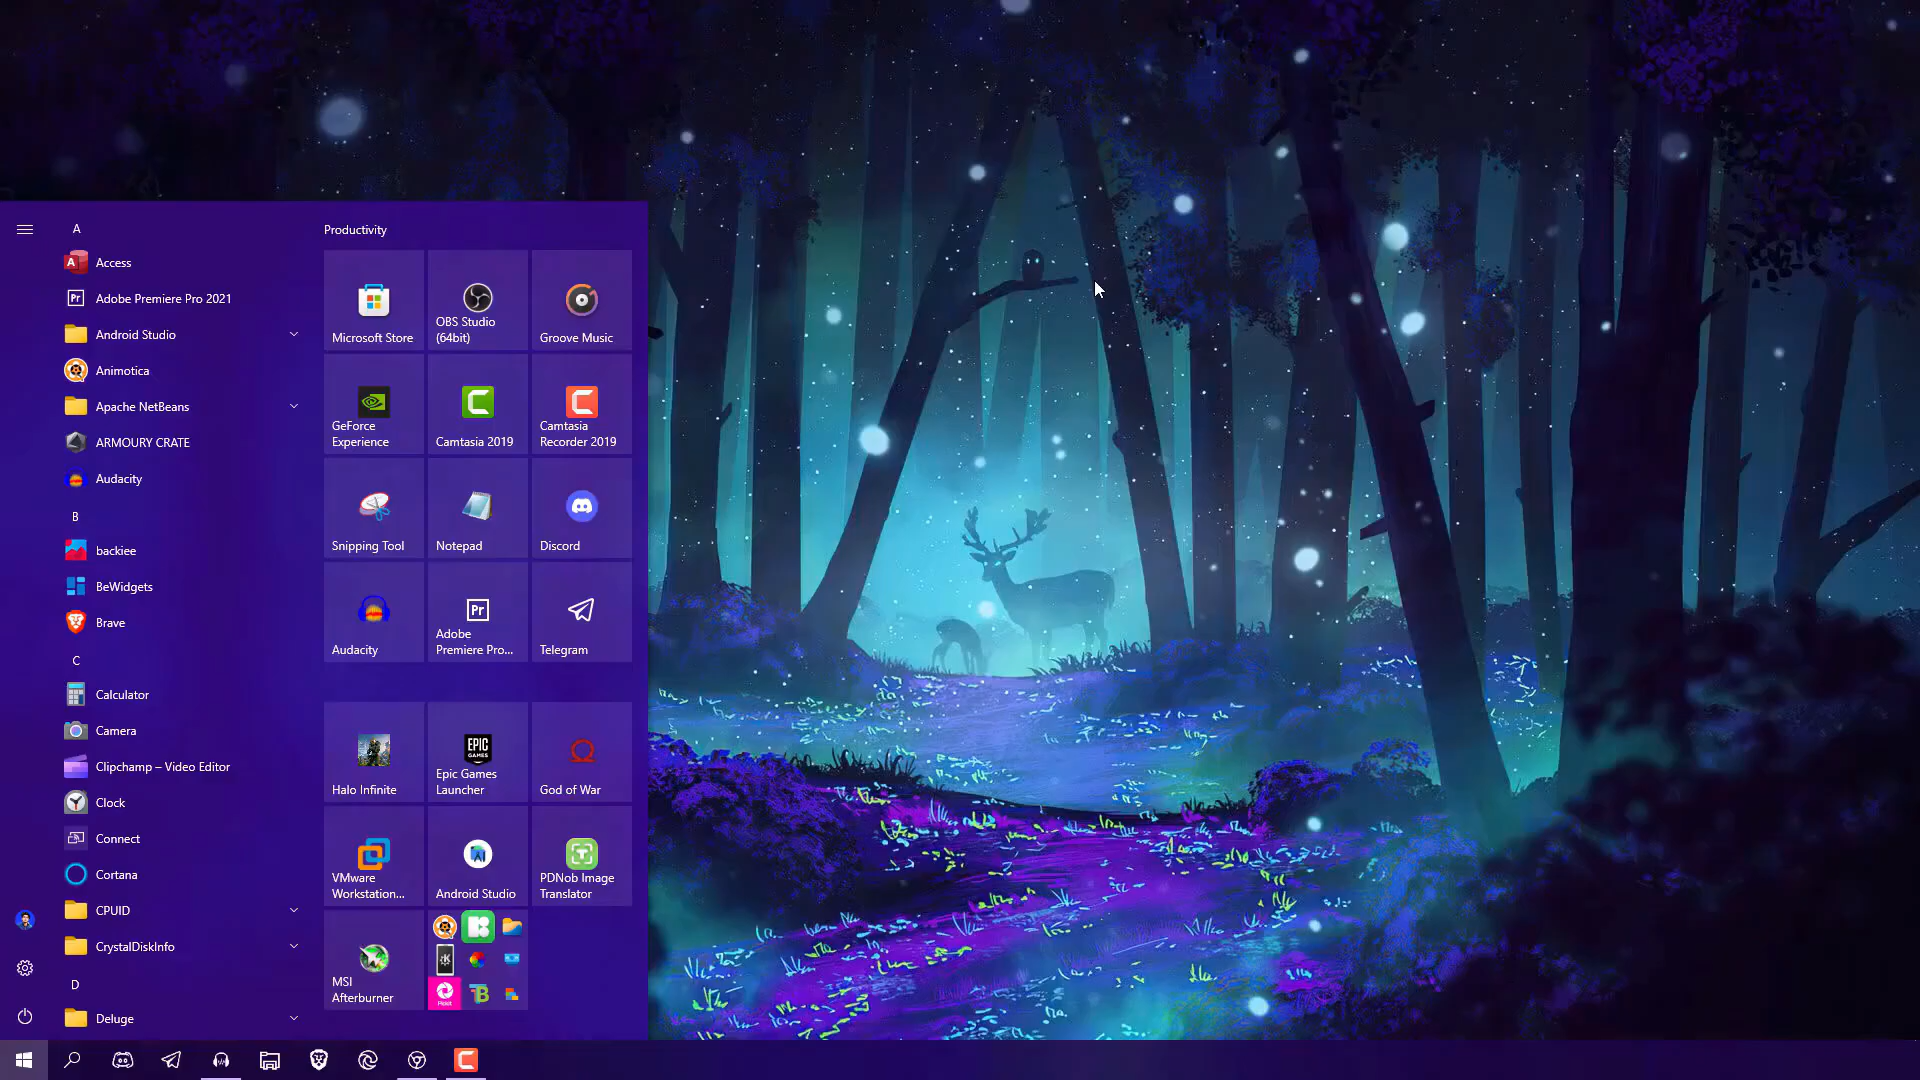 A
Access
Adobe Premiere Pro 2021
Android Studio
Animotica
Apache NetBeans
ARMOURY CRATE
Audacity
B
backiee
BeWidgets
Brave
C
Calculator
Camera
Clipchamp – Video Editor
Clock
Connect
Cortana
CPUID
CrystalDiskInfo
D
Deluge
Productivity
Microsoft Store
OBS Studio
(64bit)
Groove Music
GeForce
Experience
Camtasia 2019
Camtasia
Recorder 2019
Snipping Tool
Notepad
Discord
Audacity
Pr
Adobe
Premiere Pro...
Telegram
Halo Infinite
EPIC
GAMES
Epic Games
Launcher
God of War
VMware
Workstation...
Android Studio
PDNob Image
Translator
MSI
Afterburner